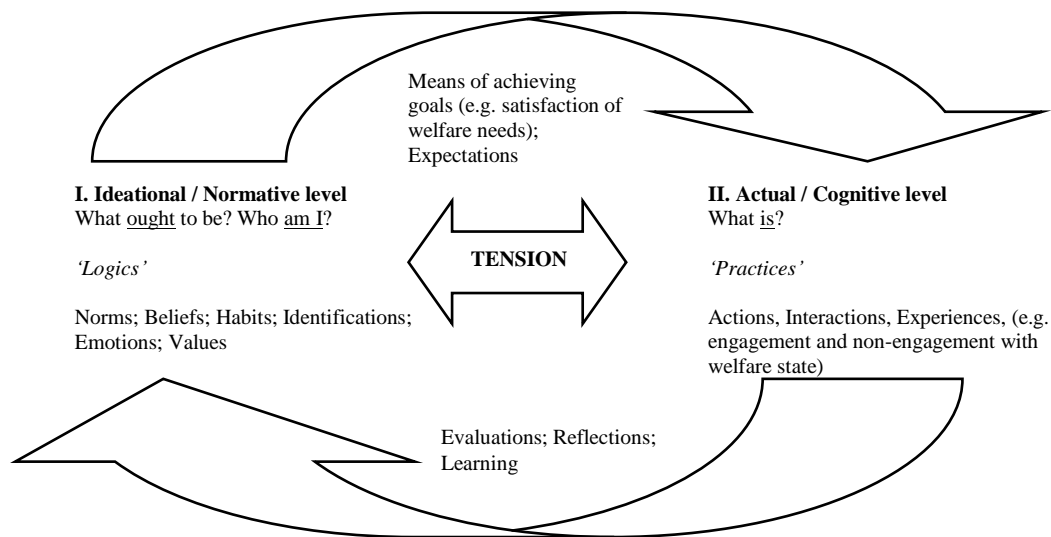 Means of achieving
goals (e.g. satisfaction of
welfare needs);
Expectations
I. Ideational / Normative level
What ought to be? Who am I?
‘Logics’
Norms; Beliefs; Habits; Identifications;
Emotions; Values
TENSION
II. Actual / Cognitive level
What is?
‘Practices’
Actions, Interactions, Experiences, (e.g.
engagement and non-engagement with
welfare state)
Evaluations; Reflections;
Learning